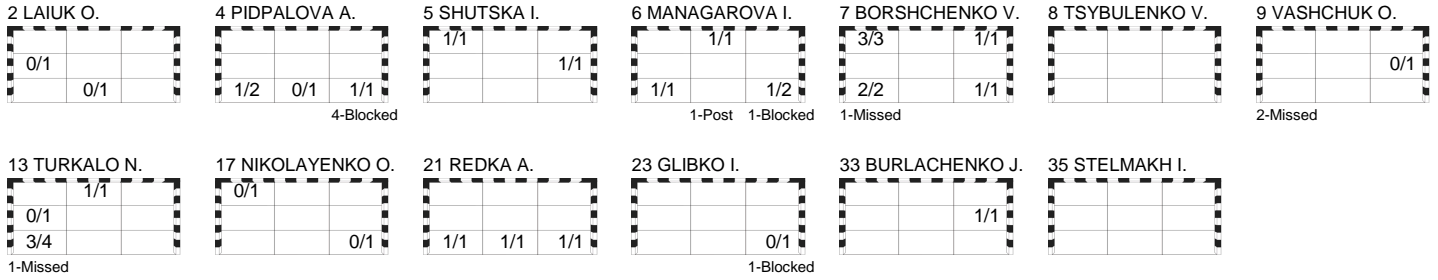 2 LAIUK O. 4 PIDPALOVA A. 5 SHUTSKA I. 6 MANAGAROVA I. 7 BORSHCHENKO V. 8 TSYBULENKO V. 9 VASHCHUK O.
1/1 1/1 3/3 1/1
0/1 1/1 0/1
0/1 1/2 0/1 1/1 1/1 1/2 2/2 1/1
4-Blocked 1-Post 1-Blocked 1-Missed 2-Missed
13 TURKALO N. 17 NIKOLAYENKO O. 21 REDKA A. 23 GLIBKO I. 33 BURLACHENKO J. 35 STELMAKH I.
1/1 0/1
0/1 1/1
3/4 0/1 1/1 1/1 1/1 0/1
1-Missed 1-Blocked